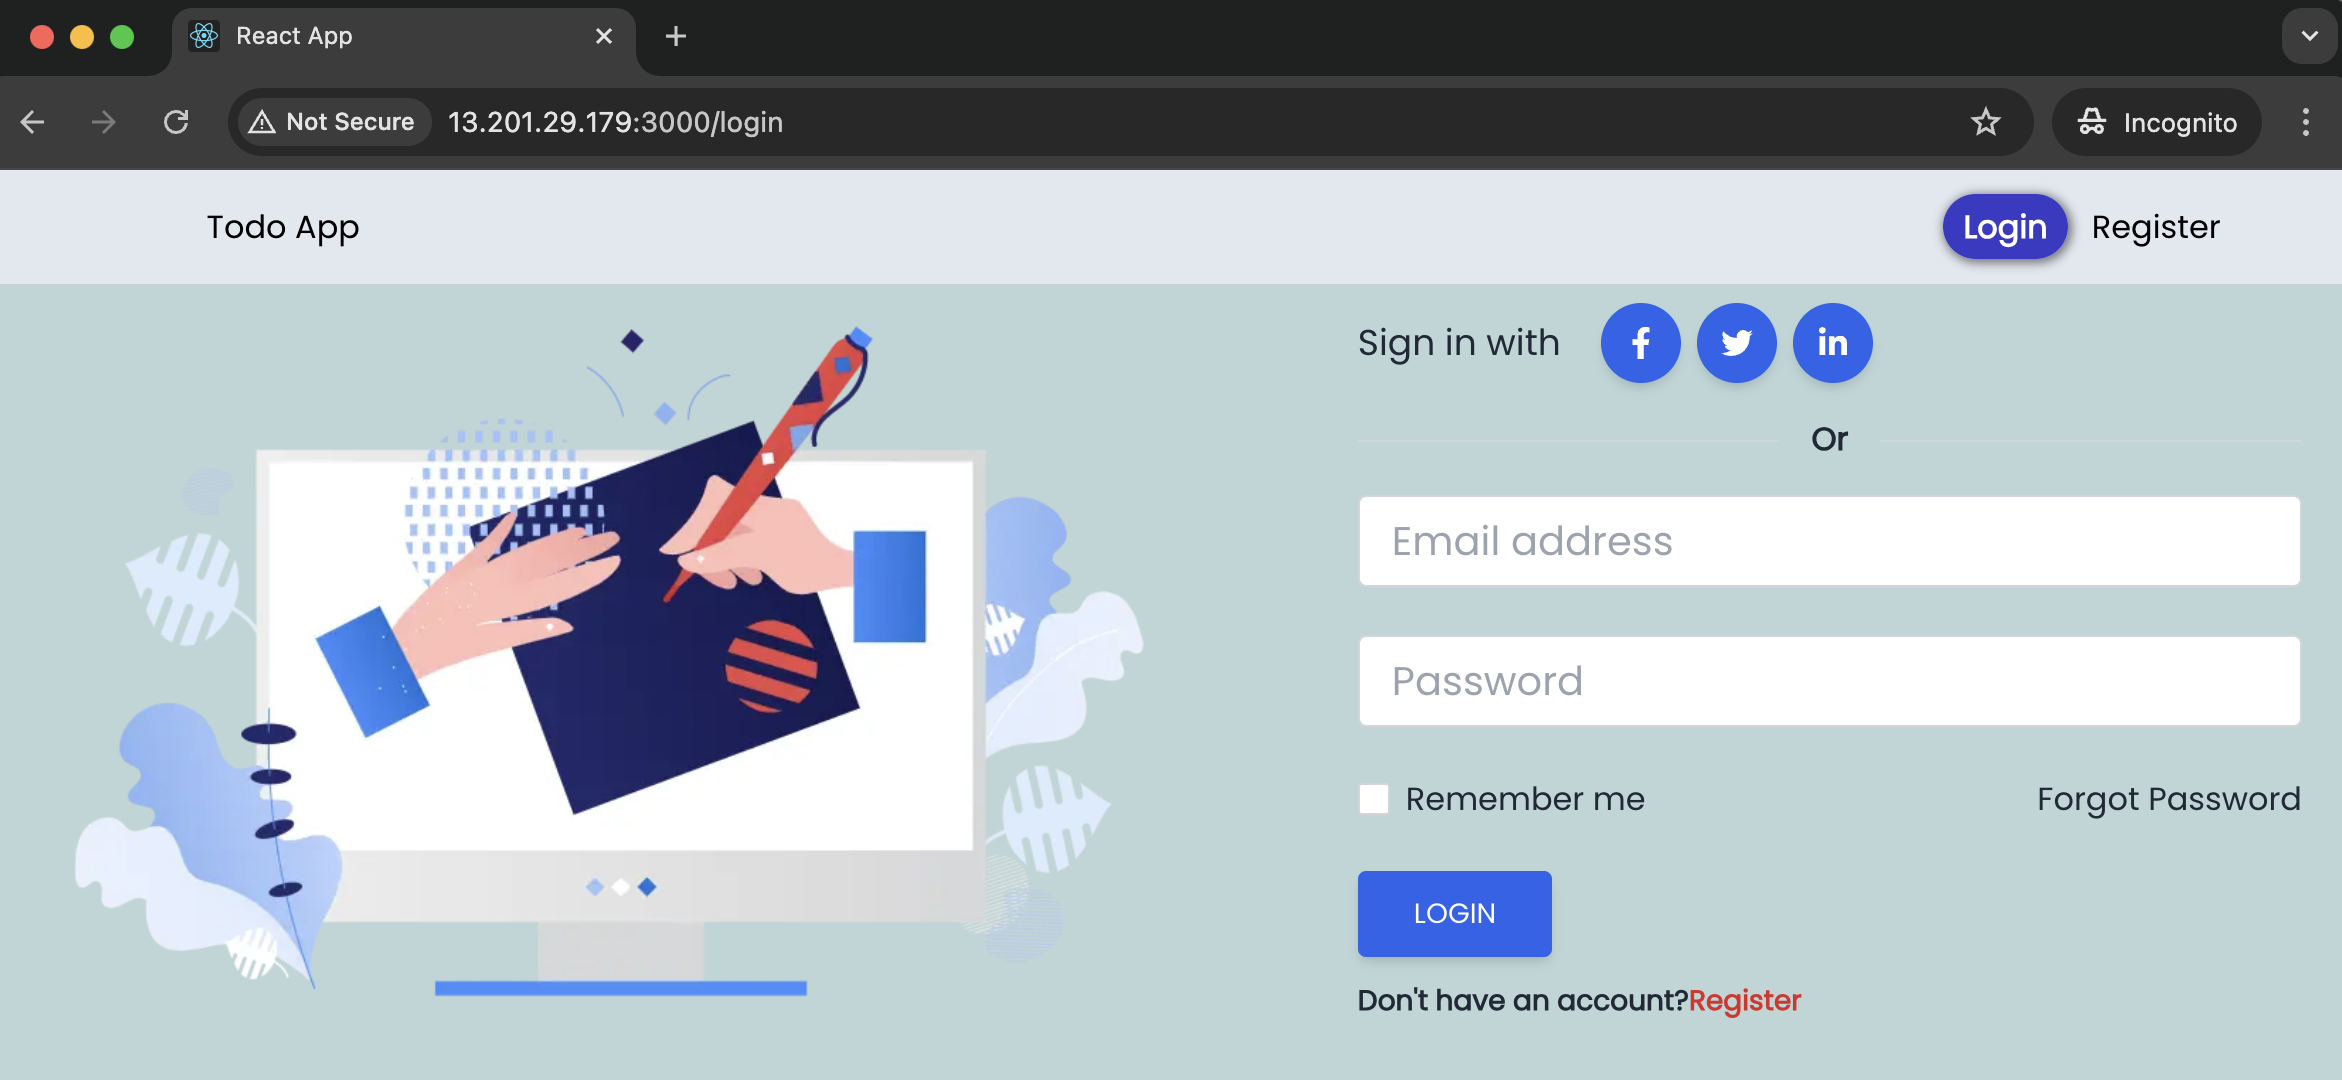 React App
Not Secure
13.201.29.179:3000/login
Incognito
Todo App
Login
Register
Sign in with
Or
Email address
Password
Remember me
Forgot Password
LOGIN
Don't have an account?Register